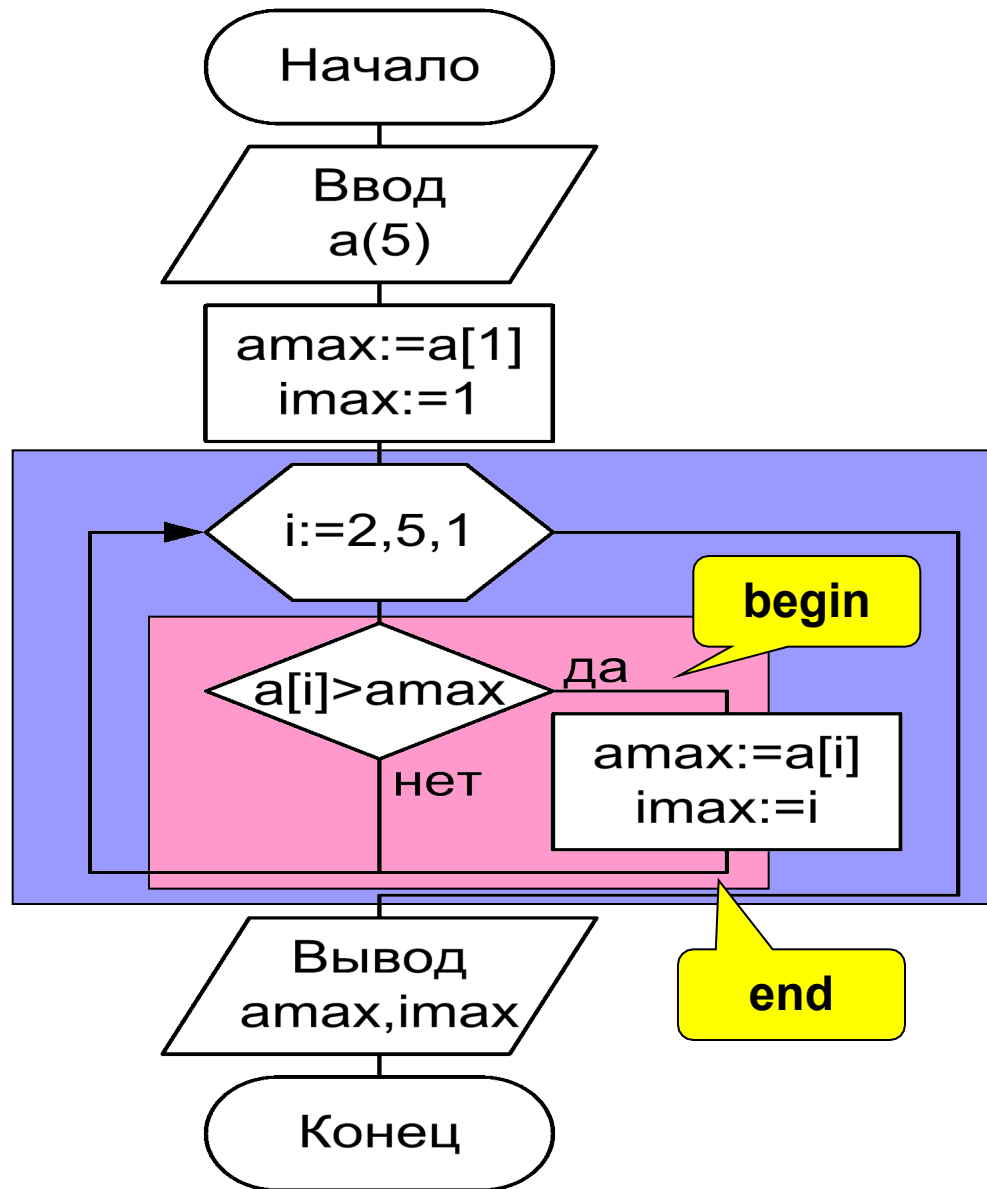 Начало
Ввод
a(5)
amax:=a[1]
imax:=1
i:=2,5,1
begin
да
a[i]>amax
нет
amax:=a[i]
imax:=i
end
Вывод
amax,imax
Конец